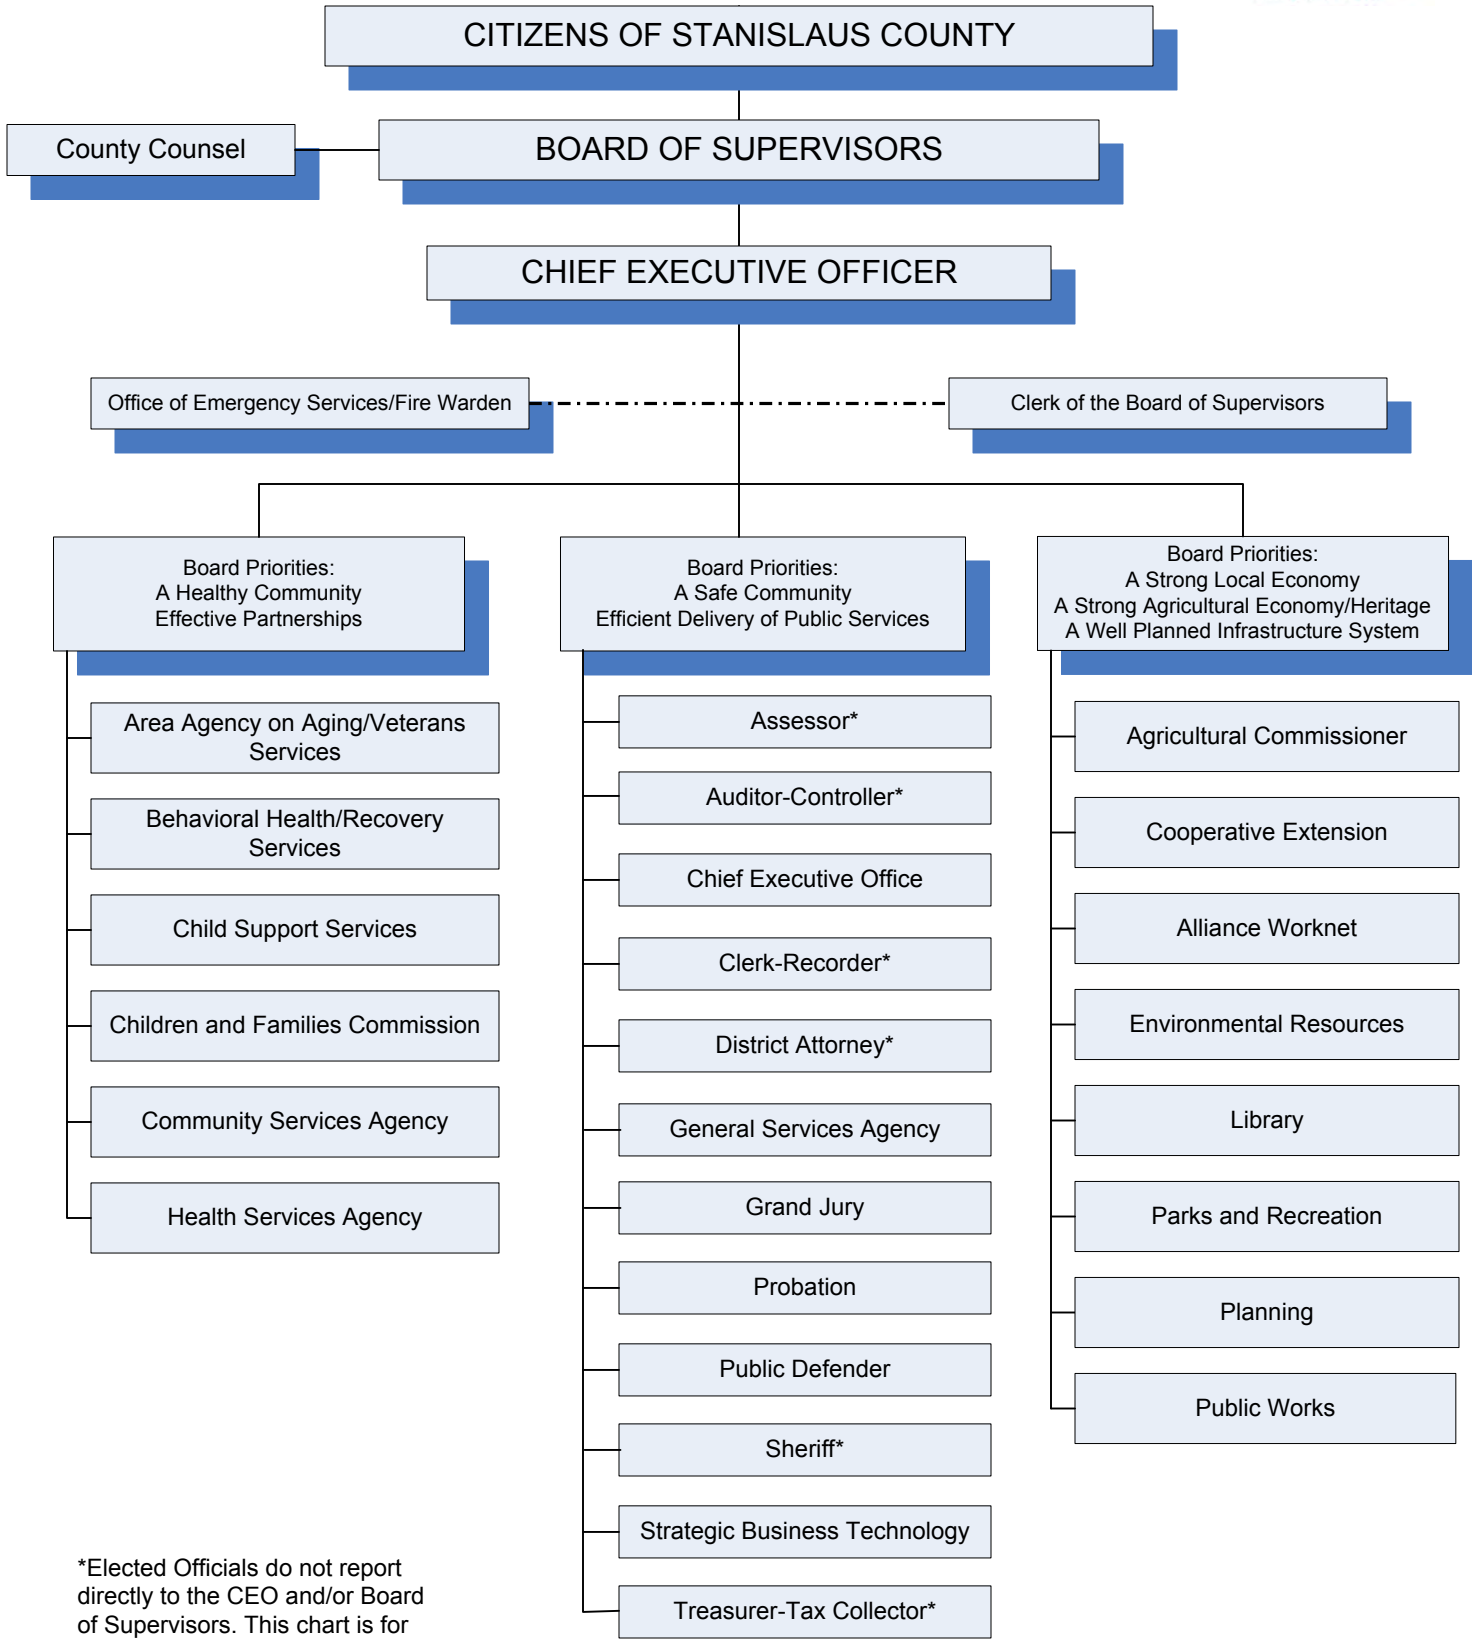 CITIZENS OF STANISLAUS COUNTY
County Counsel
BOARD OF SUPERVISORS
CHIEF EXECUTIVE OFFICER
Office of Emergency Services/Fire Warden
Clerk of the Board of Supervisors
Board Priorities:
A Healthy Community
Effective Partnerships
Area Agency on Aging/Veterans
Services
Behavioral Health/Recovery
Services
Child Support Services
Children and Families Commission
Community Services Agency
Health Services Agency
Board Priorities:
A Safe Community
Efficient Delivery of Public Services
Assessor*
Auditor-Controller*
Chief Executive Office
Clerk-Recorder*
District Attorney*
General Services Agency
Grand Jury
Probation
Public Defender
Sheriff*
Strategic Business Technology
Treasurer-Tax Collector*
Board Priorities:
A Strong Local Economy
A Strong Agricultural Economy/Heritage
A Well Planned Infrastructure System
Agricultural Commissioner
Cooperative Extension
Alliance Worknet
Environmental Resources
Library
Parks and Recreation
Planning
Public Works
*Elected Officials do not report
directly to the CEO and/or Board
of Supervisors. This chart is for